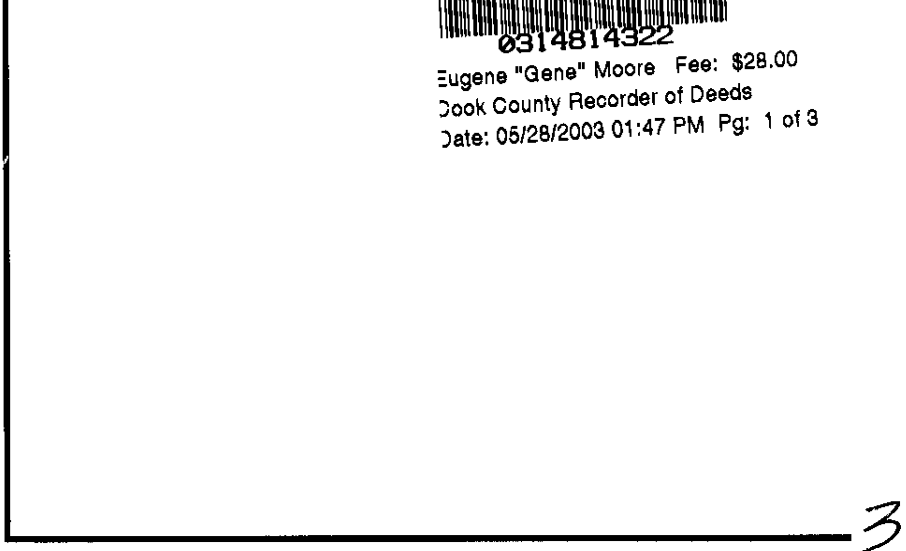 0314814322
Eugene "Gene" Moore Fee: $28.00
Cook County Recorder of Deeds
Date: 05/28/2003 01:47 PM Pg: 1 of 3
3